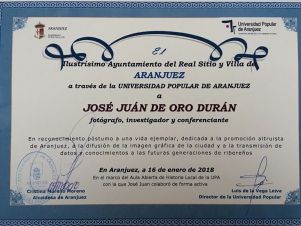 ARANJUEZ
Universidad Popular
de Aranjuez
El
Ilustrísimo Ayuntamiento del Real Sitio y Villa de
ARANJUEZ
a través de la UNIVERSIDAD POPULAR DE ARANJUEZ
a
JOSÉ JUÁN DE ORO DURÁN
fotógrafo, investigador y conferenciante
En reconocimiento póstumo a una vida ejemplar, dedicada a la promoción altruista
de Aranjuez, a la difusión de la imagen gráfica de la ciudad y a la transmisión de
datos y conocimientos a las futuras generaciones de ribereños
En Aranjuez, a 16 de enero de 2018
En el marco del Aula Abierta de Historia Local de la UPA
con la que José Juan colaboró de forma activa
Cristina Moreno Moreno
Alcaldesa de Aranjuez
Luis de la Vega Leiva
Director de la Universidad Popular